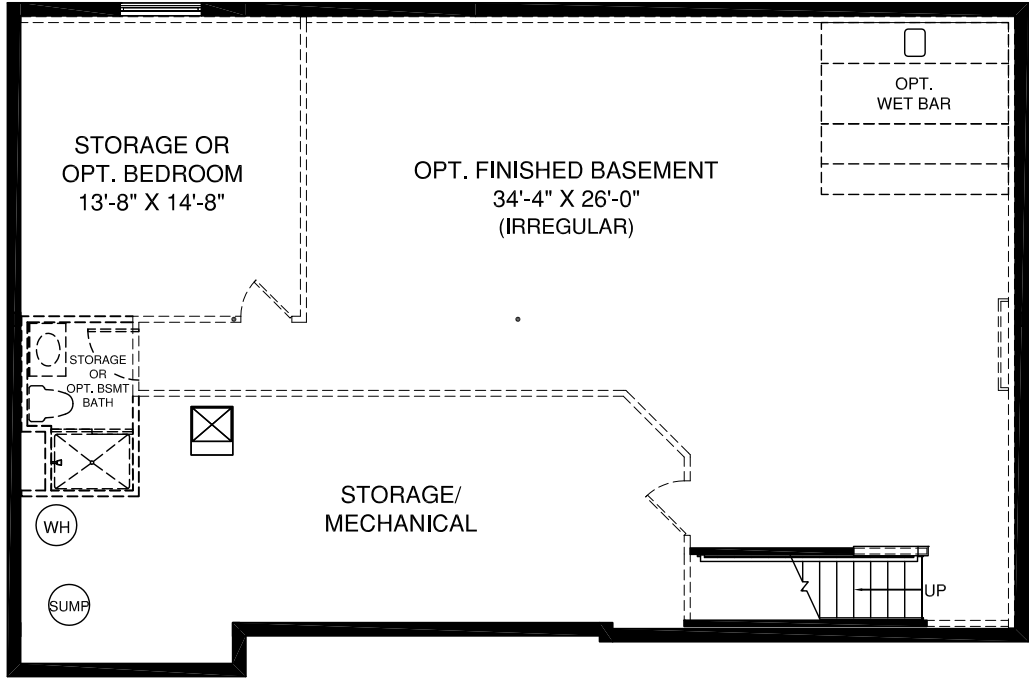 OPT.
WET BAR
STORAGE OR
OPT. BEDROOM
13'-8" X 14'-8"
OPT. FINISHED BASEMENT
34'-4" X 26'-0"
(IRREGULAR)
STORAGE
OR
OPT. BSMT
BATH
STORAGE/
MECHANICAL
WH
SUMP
UP